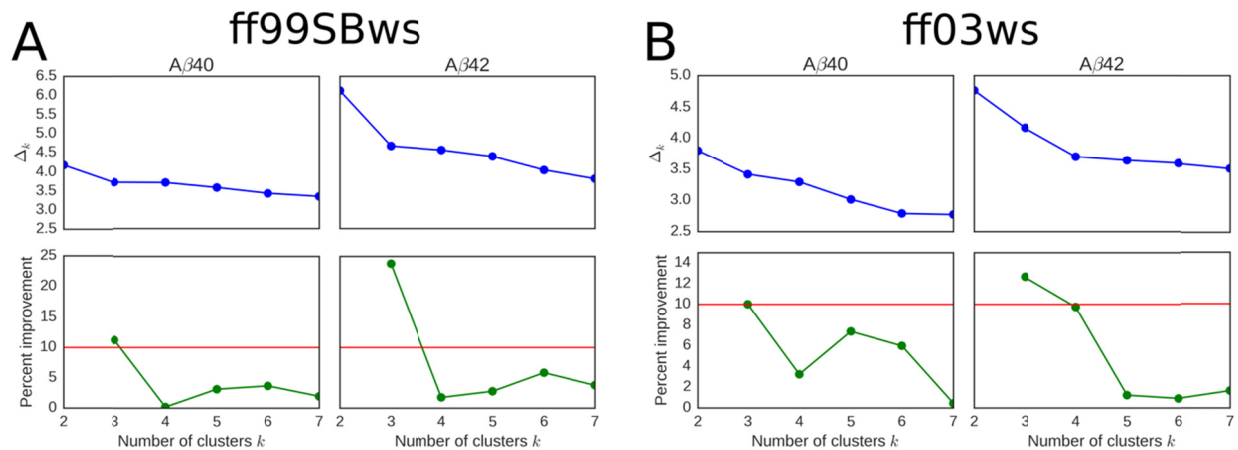 A
ff99SBws
B
ff03ws
Aβ40
Aβ42
Aβ40
Aβ42
6.5
6.0
5.5
5.0
4.5
4.0
3.5
3.0
2.5
Δk
5.0
4.5
4.0
3.5
3.0
2.5
Δk
25
20
15
10
5
0
Percent improvement
14
12
10
8
6
4
2
0
Percent improvement
2 3 4 5 6 7
2 3 4 5 6 7
2 3 4 5 6 7
2 3 4 5 6 7
Number of clusters k
Number of clusters k
Number of clusters k
Number of clusters k